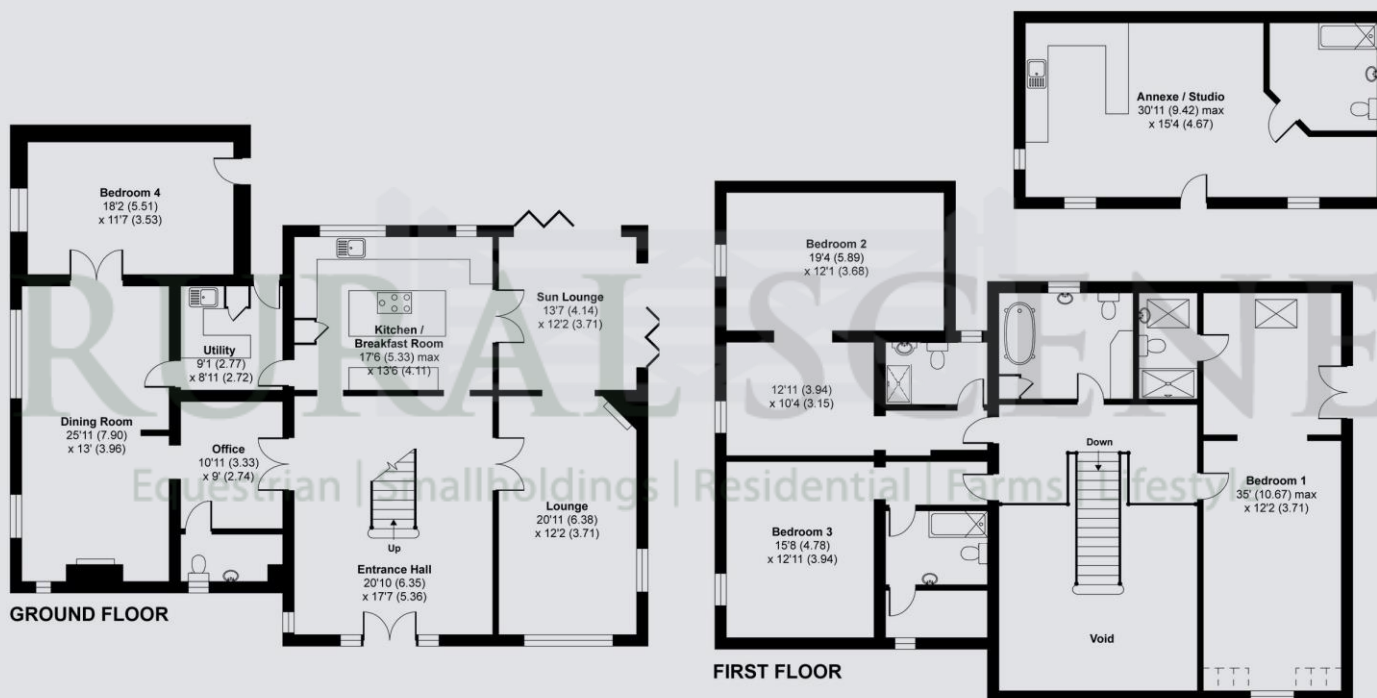 Annexe / Studio
30'11 (9.42) max
x 15'4 (4.67)
Bedroom 4
18'2 (5.51)
x 11'7 (3.53)
Sun Lounge
13'7 (4.14)
x 12'2 (3.71)
Kitchen /
Breakfast Room
17'6 (5.33) max
x 13'6 (4.11)
Utility
9'1 (2.77)
x 8'11 (2.72)
Dining Room
25'11 (7.90)
x 13' (3.96)
Office
10'11 (3.33)
x 9' (2.74)
Lounge
20'11 (6.38)
x 12'2 (3.71)
Up
Entrance Hall
20'10 (6.35)
x 17'7 (5.36)
GROUND FLOOR
Bedroom 2
19'4 (5.89)
x 12'1 (3.68)
12'11 (3.94)
x 10'4 (3.15)
Down
Bedroom 1
35' (10.67) max
x 12'2 (3.71)
Bedroom 3
15'8 (4.78)
x 12'11 (3.94)
Void
FIRST FLOOR
RURAL SCENE
Equestrian | Smallholdings | Residential | Farms | Lifestyle